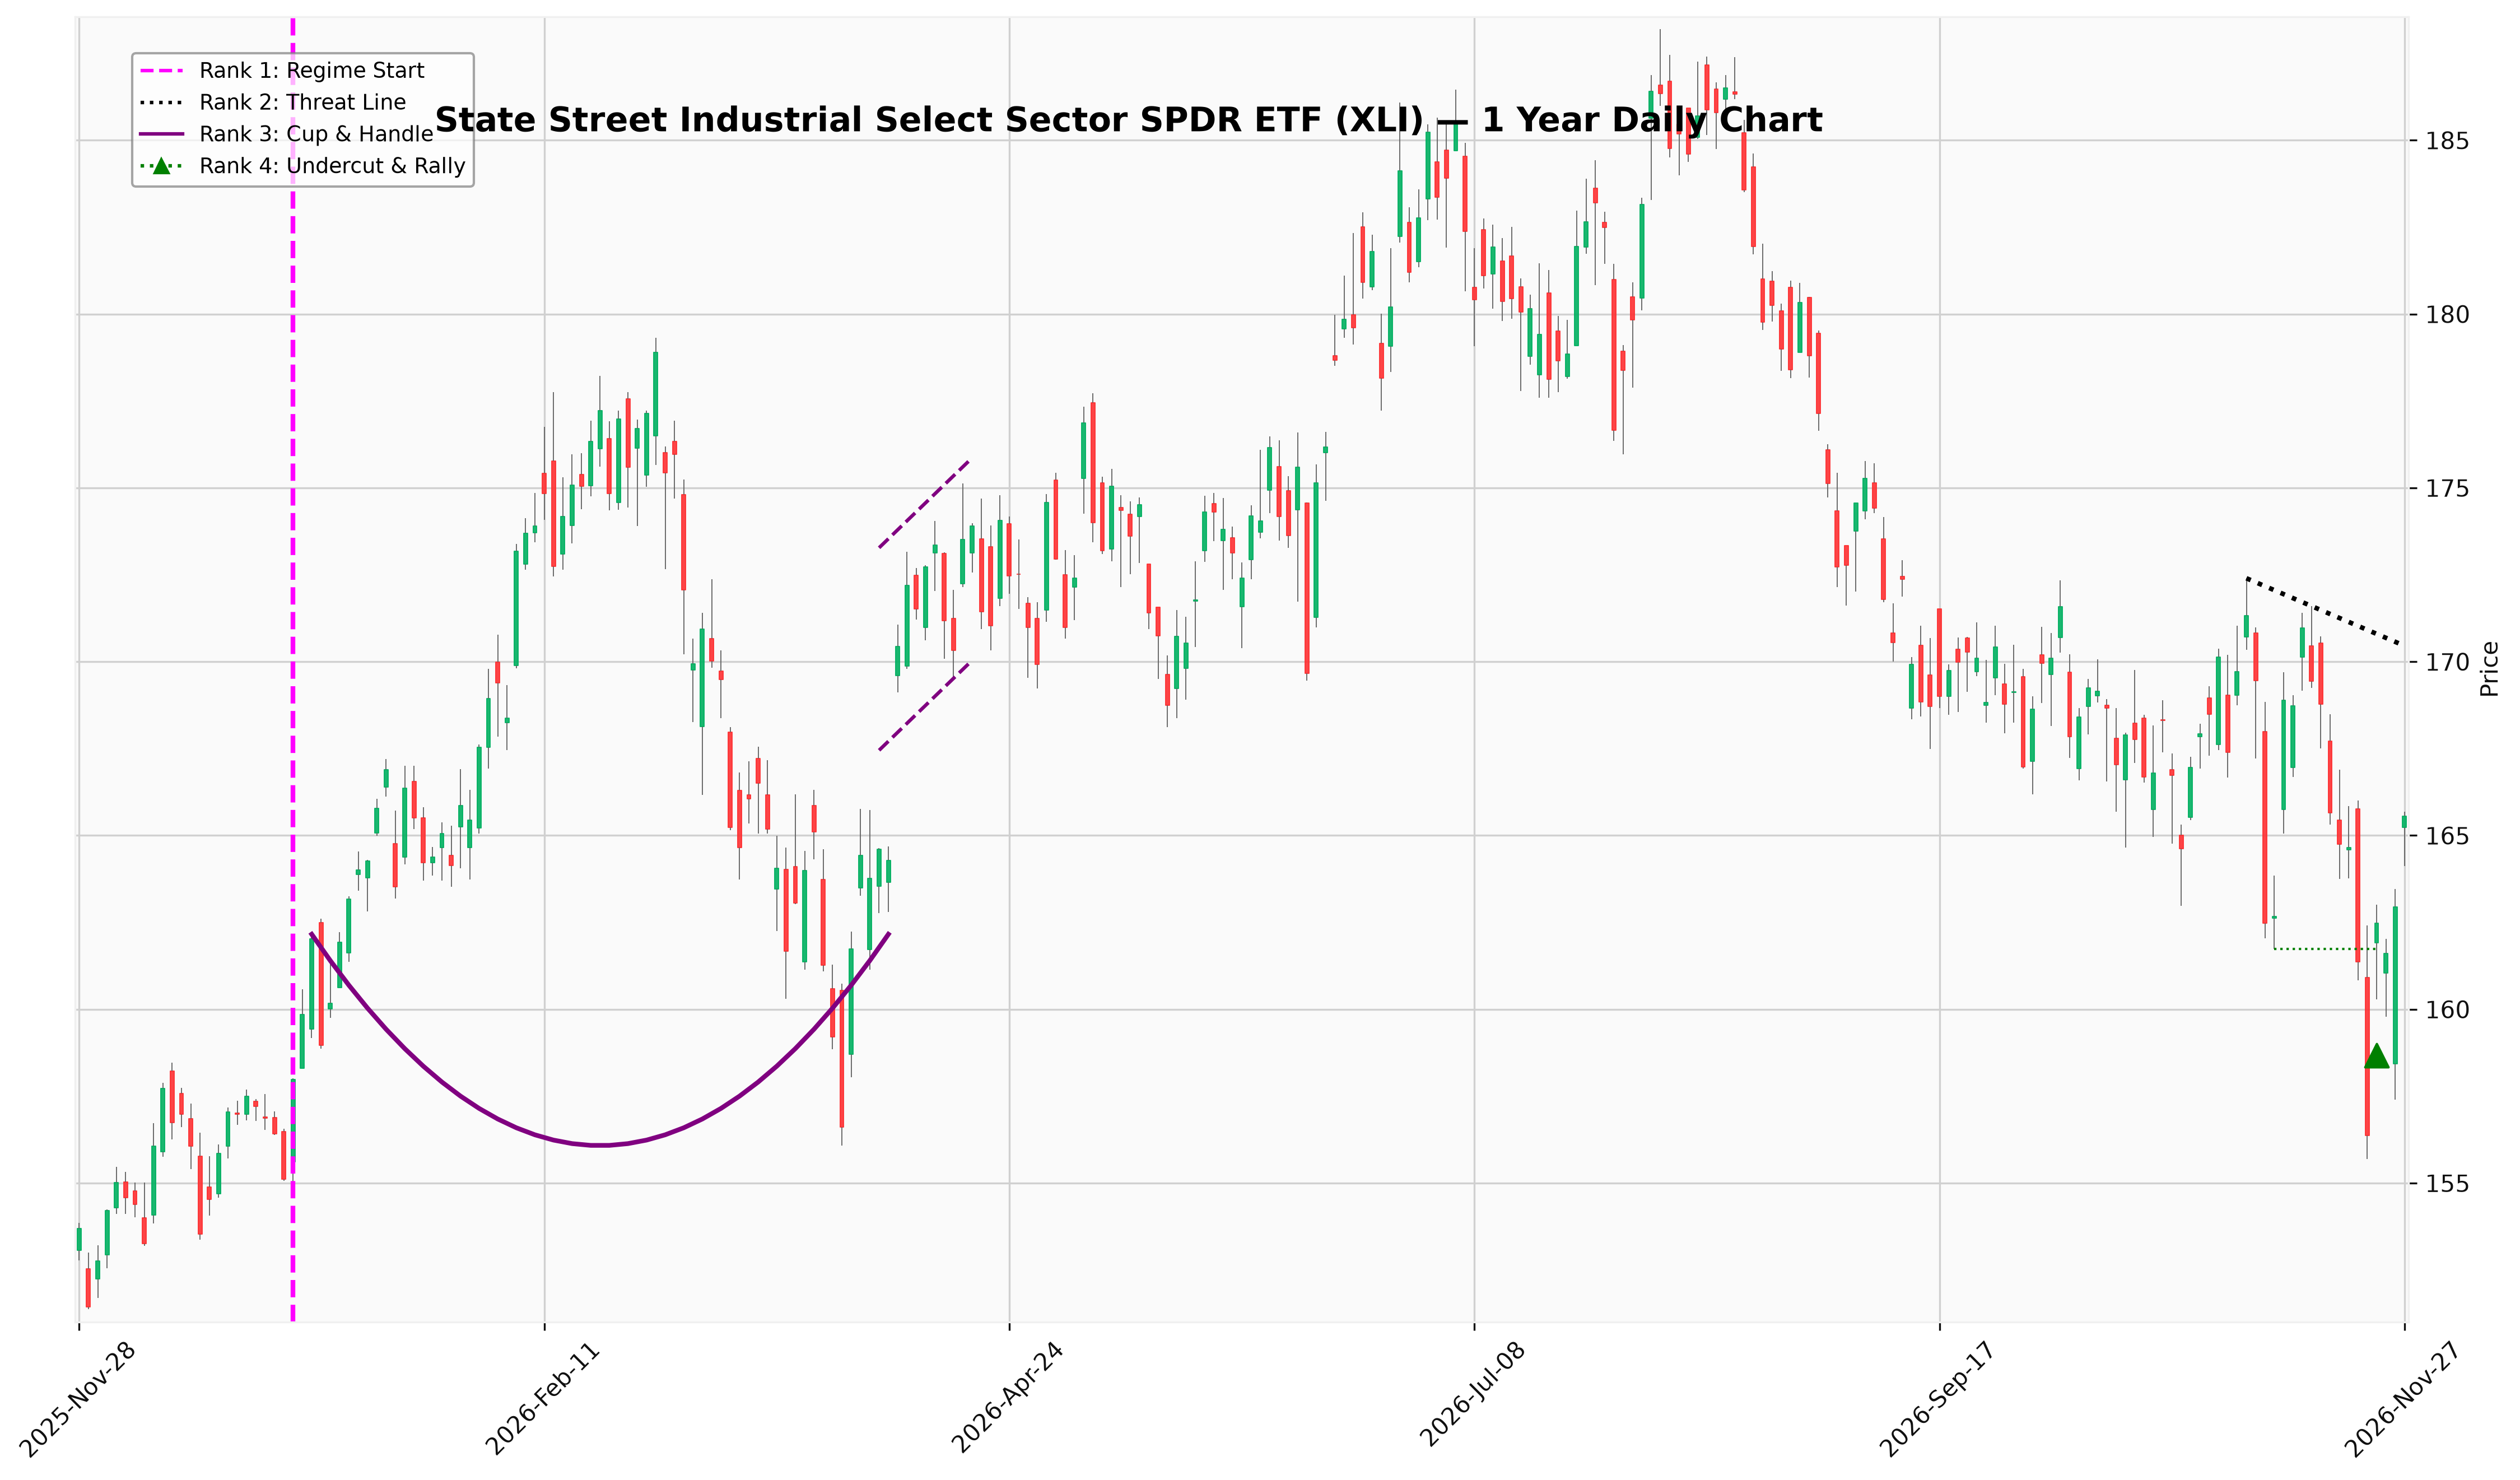 Rank 1: Regime Start
Rank 2: Threat Line
Rank 3: Cup & Handle
Rank 4: Undercut & Rally
State Street Industrial Select Sector SPDR ETF (XLI) — 1 Year Daily Chart
185
180
175
170
165
160
155
Price
2025-Nov-28
2026-Feb-11
2026-Apr-24
2026-Jul-08
2026-Sep-17
2026-Nov-27